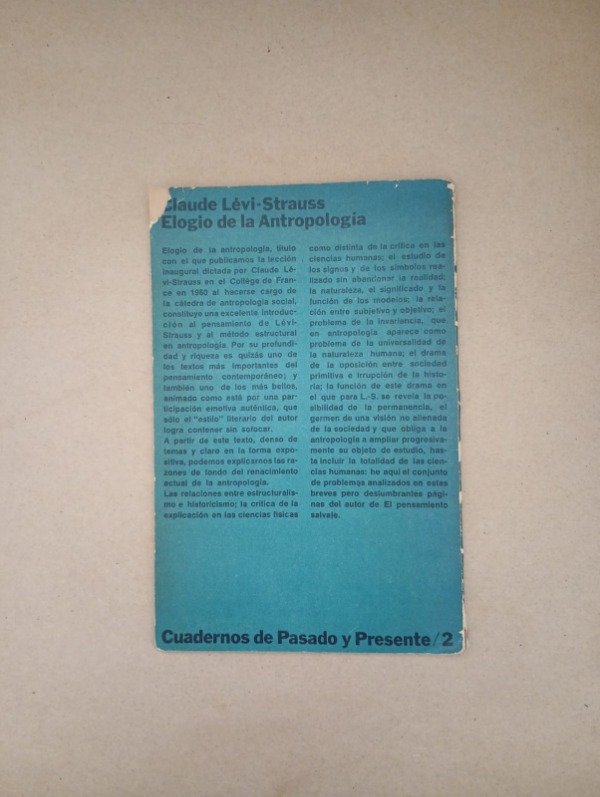 Claude Lévi-Strauss
Elogio de la Antropología
Elogio de la antropología, título
con el que publicamos la lección
inaugural dictada por Claude Lé-
vi-Strauss en el Collège de Fran-
ce en 1960 al hacerse cargo de
la cátedra de antropología social,
constituye una excelente introduc-
ción al pensamiento de Lévi-
Strauss y al método estructural
en antropología. Por su profundi-
dad y riqueza es quizás uno de
los textos más importantes del
pensamiento contemporáneo; y
también uno de los más bellos,
animado como está por una par-
ticipación emotiva auténtica, que
sólo el "estilo" literario del autor
logra contener sin sofocar.
A partir de este texto, denso de
temas y claro en la forma expo-
sitiva, podemos explicarnos las ra-
zones de fondo del renacimiento
actual de la antropología.
Las relaciones entre estructuralis-
mo e historicismo; la crítica de la
explicación en las ciencias físicas
como distinta de la crítica en las
ciencias humanas; el estudio de
los signos y de los símbolos rea-
lizado sin abandonar la realidad;
la naturaleza, el significado y la
función de los modelos; la rela-
ción entre subjetivo y objetivo; el
problema de la invariancia, que
en antropología aparece como
problema de la universalidad de
la naturaleza humana; el drama
de la oposición entre sociedad
primitiva e irrupción de la histo-
ria; la función de este drama en
el que para L.-S. se revela la po-
sibilidad de la permanencia, el
germen de una visión no alienada
de la sociedad y que obliga a la
antropología a ampliar progresiva-
mente su objeto de estudio, has-
ta incluir la totalidad de las cien-
cias humanas: he aquí el conjunto
de problemas analizados en estas
breves pero deslumbrantes pági-
nas del autor de El pensamiento
salvaje.
Cuadernos de Pasado y Presente/2